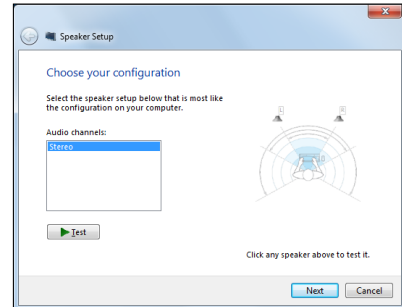 Speaker Setup
Choose your configuration
Select the speaker setup below that is most like
the configuration on your computer.
Audio channels:
Stereo
L
R
Test
Click any speaker above to test it.
Next
Cancel